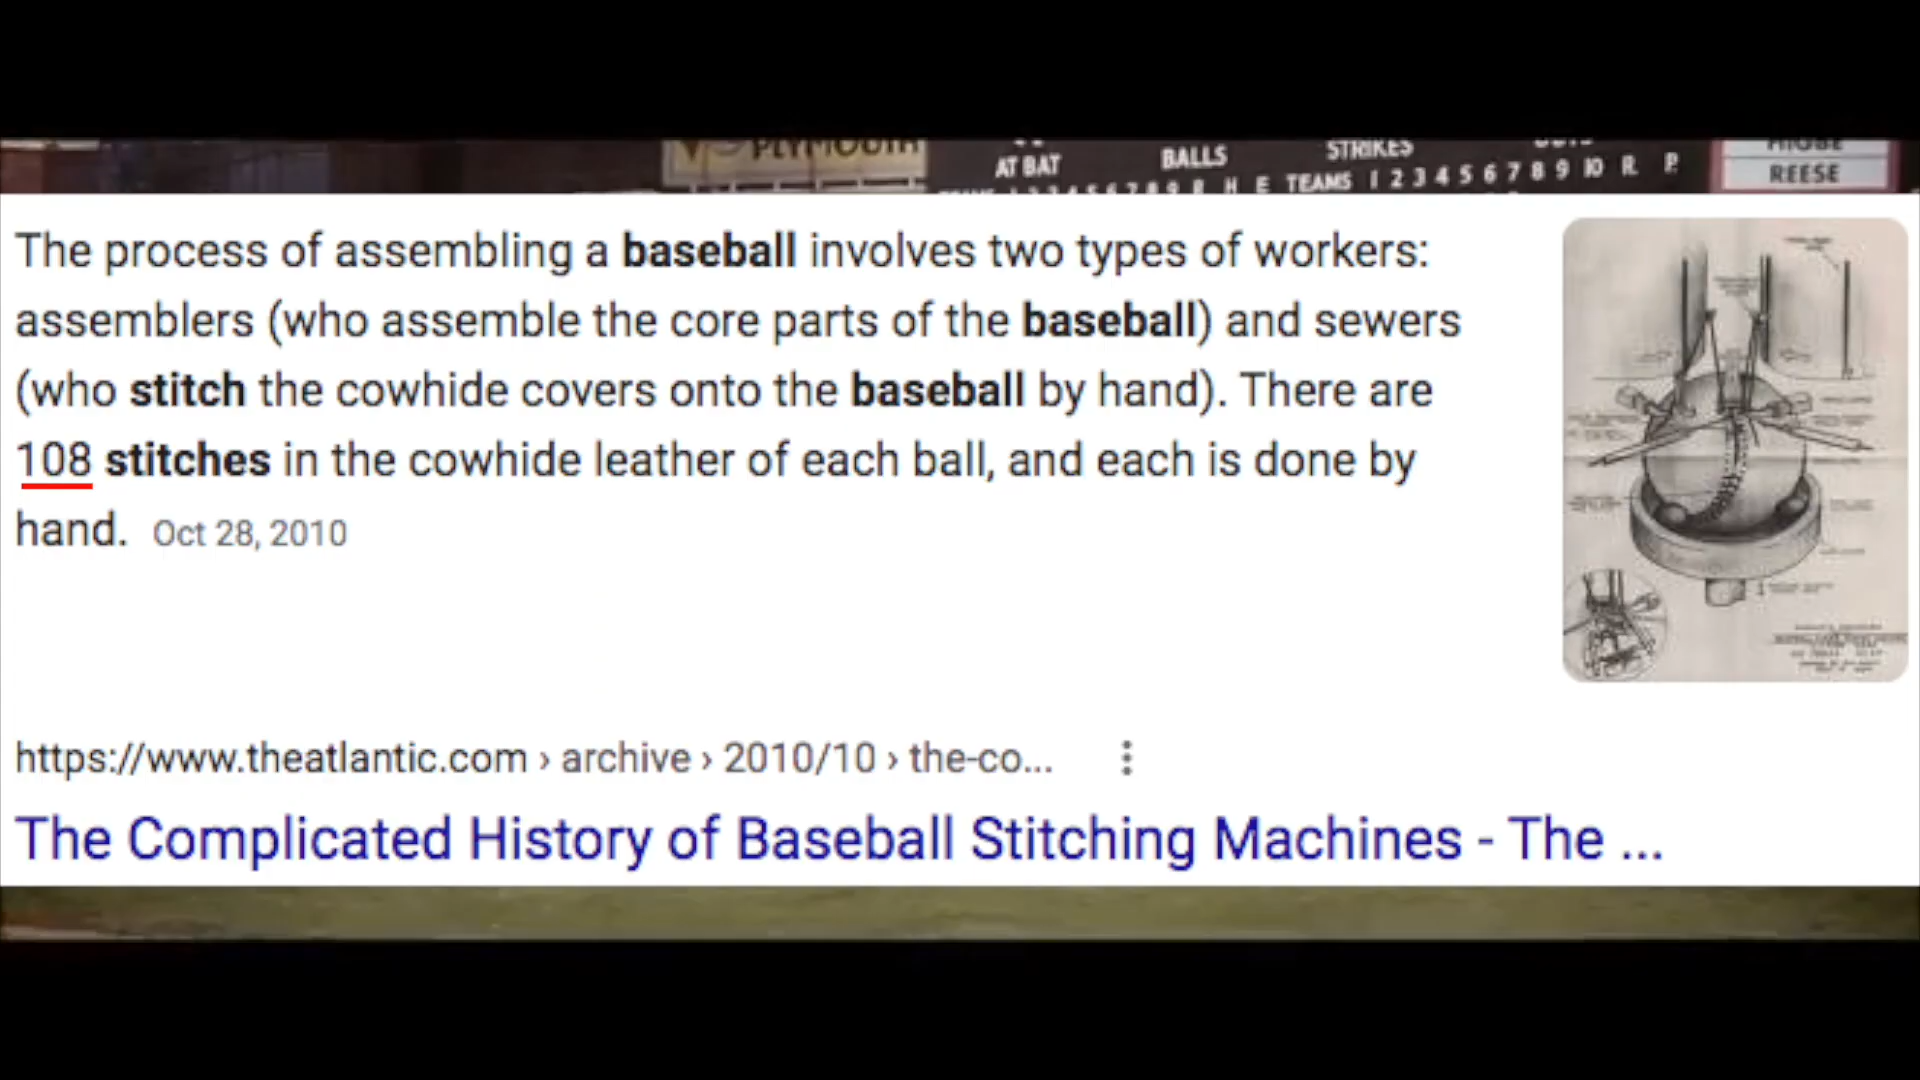 PLYMOUTH
AT BAT BALLS STRIKES
TEAMS 1 2 3 4 5 6 7 8 9 10 R. P.
REESE
The process of assembling a baseball involves two types of workers:
assemblers (who assemble the core parts of the baseball) and sewers
(who stitch the cowhide covers onto the baseball by hand). There are
108 stitches in the cowhide leather of each ball, and each is done by
hand. Oct 28, 2010
https://www.theatlantic.com › archive › 2010/10 › the-co...
The Complicated History of Baseball Stitching Machines - The ...